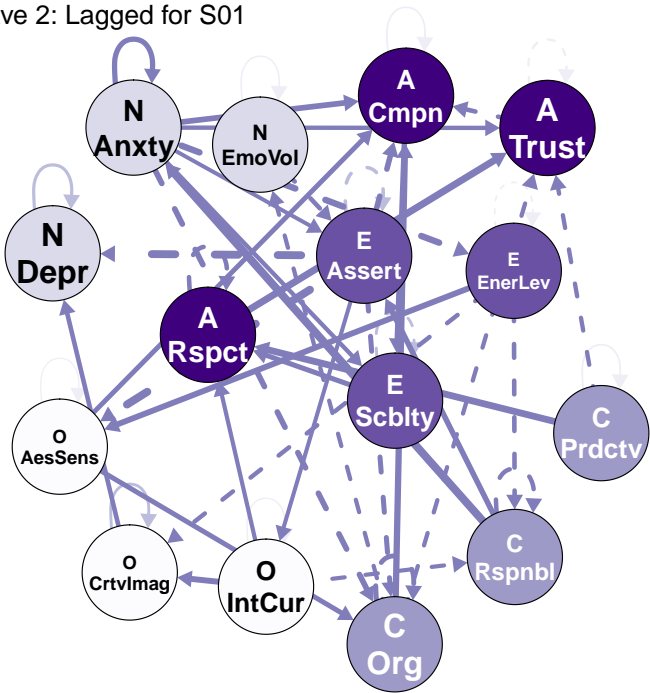 ve 2: Lagged for S01
A
Cmpn
A
Trust
N
Anxty
N
EmoVol
N
Depr
E
Assert
E
EnerLev
A
Rspct
E
Scblty
C
Prdctv
O
AesSens
C
Rspnbl
O
CrtvImag
O
IntCur
C
Org